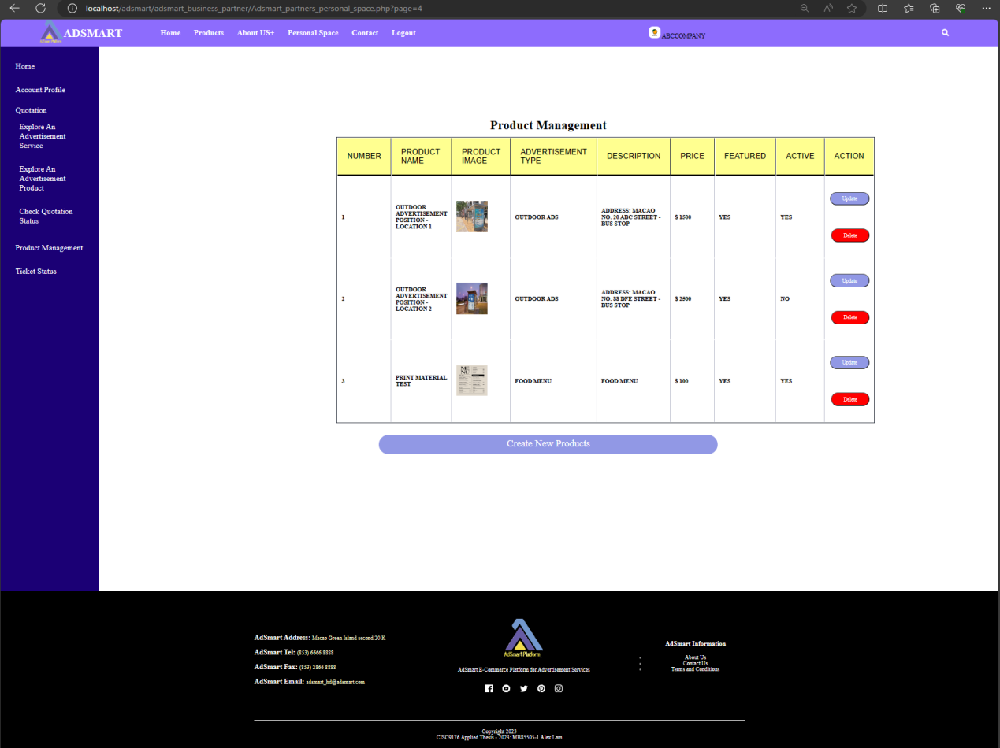 localhost/adsmart/adsmart_business_partner/Adsmart_partners_personal_space.php?page=4
AdSmart Platform
ADSMART
Home
Products
About US+
Personal Space
Contact
Logout
ABCCOMPANY
Home
Account Profile
Quotation
Explore An
Advertisement
Service
Explore An
Advertisement
Product
Check Quotation
Status
Product Management
Ticket Status
Product Management
NUMBER
PRODUCT
NAME
PRODUCT
IMAGE
ADVERTISEMENT
TYPE
DESCRIPTION
PRICE
FEATURED
ACTIVE
ACTION
1
OUTDOOR
ADVERTISEMENT
POSITION -
LOCATION 1
OUTDOOR ADS
ADDRESS: MACAO
NO. 20 ABC STREET -
BUS STOP
$ 1500
YES
YES
Update
Delete
2
OUTDOOR
ADVERTISEMENT
POSITION -
LOCATION 2
OUTDOOR ADS
ADDRESS: MACAO
NO. 88 DFE STREET -
BUS STOP
$ 2500
YES
NO
Update
Delete
3
PRINT MATERIAL
TEST
ME
NU
FOOD MENU
FOOD MENU
$ 100
YES
YES
Update
Delete
Create New Products
AdSmart Address: Macao Green Island second 20 K
AdSmart Tel: (853) 6666 8888
AdSmart Fax: (853) 2866 8888
AdSmart Email: adsmart_hd@adsmart.com
AdSmart Platform
AdSmart E-Commerce Platform for Advertisement Services
AdSmart Information
About Us
Contact Us
Terms and Conditions
Copyright 2023
CISC9176 Applied Thesis - 2023: MB85505-1 Alex Lam